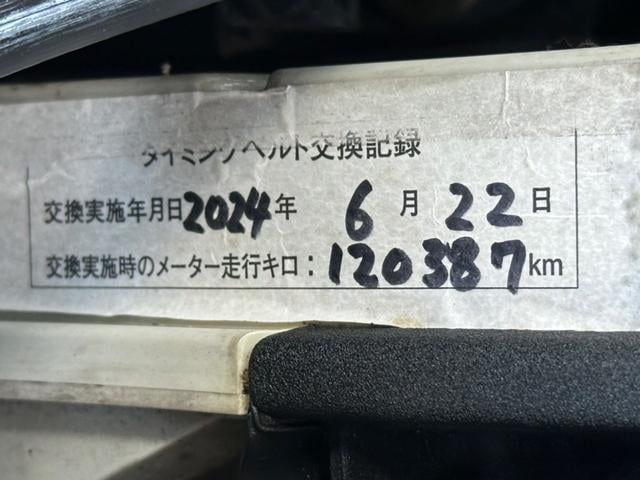 タイミングベルト交換記録
交換実施年月日2024年 6月 22日
交換実施時のメーター走行キロ：120387km